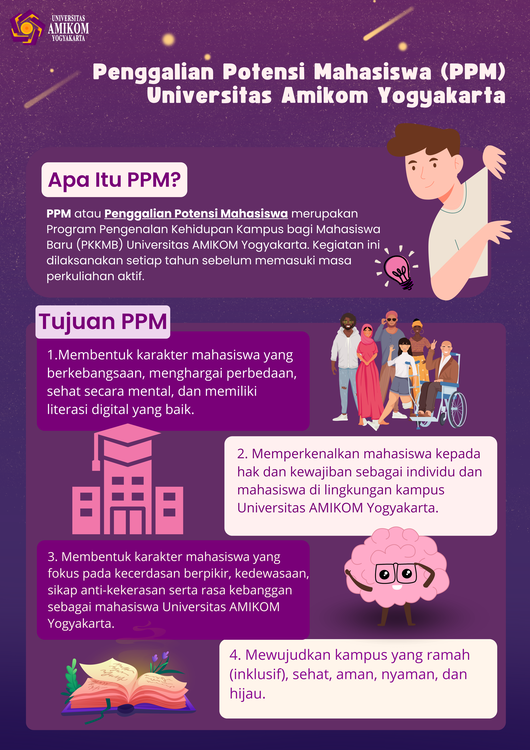 UNIVERSITAS
AMIKOM
YOGYAKARTA
Penggalian Potensi Mahasiswa (PPM)
Universitas Amikom Yogyakarta
Apa Itu PPM?
PPM atau Penggalian Potensi Mahasiswa merupakan
Program Pengenalan Kehidupan Kampus bagi Mahasiswa
Baru (PKKMB) Universitas AMIKOM Yogyakarta. Kegiatan ini
dilaksanakan setiap tahun sebelum memasuki masa
perkuliahan aktif.
Tujuan PPM
1.Membentuk karakter mahasiswa yang
berkebangsaan, menghargai perbedaan,
sehat secara mental, dan memiliki
literasi digital yang baik.
2. Memperkenalkan mahasiswa kepada
hak dan kewajiban sebagai individu dan
mahasiswa di lingkungan kampus
Universitas AMIKOM Yogyakarta.
3. Membentuk karakter mahasiswa yang
fokus pada kecerdasan berpikir, kedewasaan,
sikap anti-kekerasan serta rasa kebanggan
sebagai mahasiswa Universitas AMIKOM
Yogyakarta.
4. Mewujudkan kampus yang ramah
(inklusif), sehat, aman, nyaman, dan
hijau.